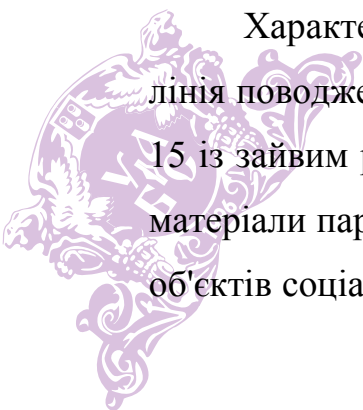 Характе
лінія поводже
15 із зайвим
матеріали пар
об'єктів соціа